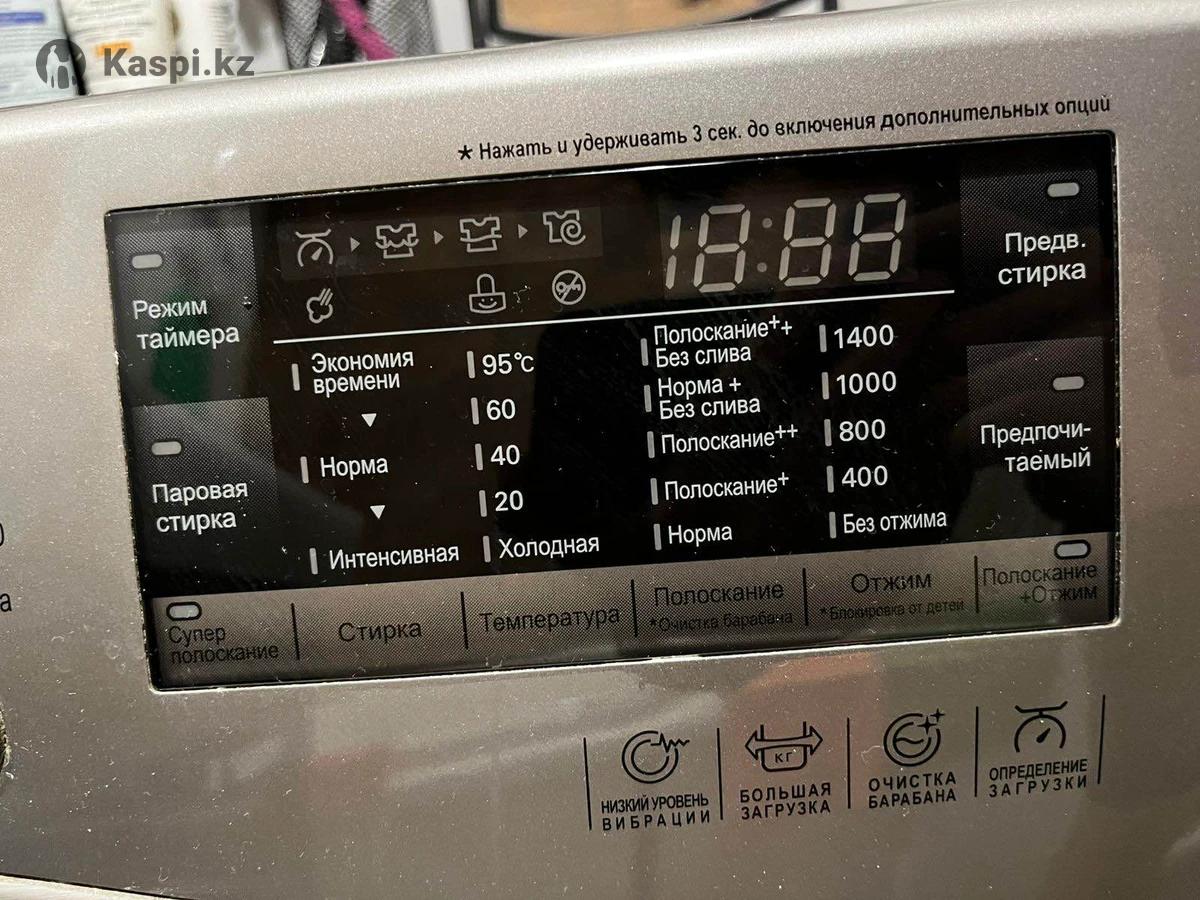 Kaspi.kz
* Нажать и удерживать 3 сек. до включения дополнительных опций
Режим
таймера
18:88
Предв.
стирка
Экономия
времени
Норма
Интенсивная
95°C
60
40
20
Холодная
Полоскание++
Без слива
Норма +
Без слива
Полоскание++
Полоскание+
Норма
1400
1000
800
400
Без отжима
Паровая
стирка
Предпочи-
таемый
Супер
полоскание
Стирка
Температура
Полоскание
*Очистка барабана
Отжим
*Блокировка от детей
Полоскание
+Отжим
НИЗКИЙ УРОВЕНЬ
ВИБРАЦИИ
кг
БОЛЬШАЯ
ЗАГРУЗКА
ОЧИСТКА
БАРАБАНА
ОПРЕДЕЛЕНИЕ
ЗАГРУЗКИ